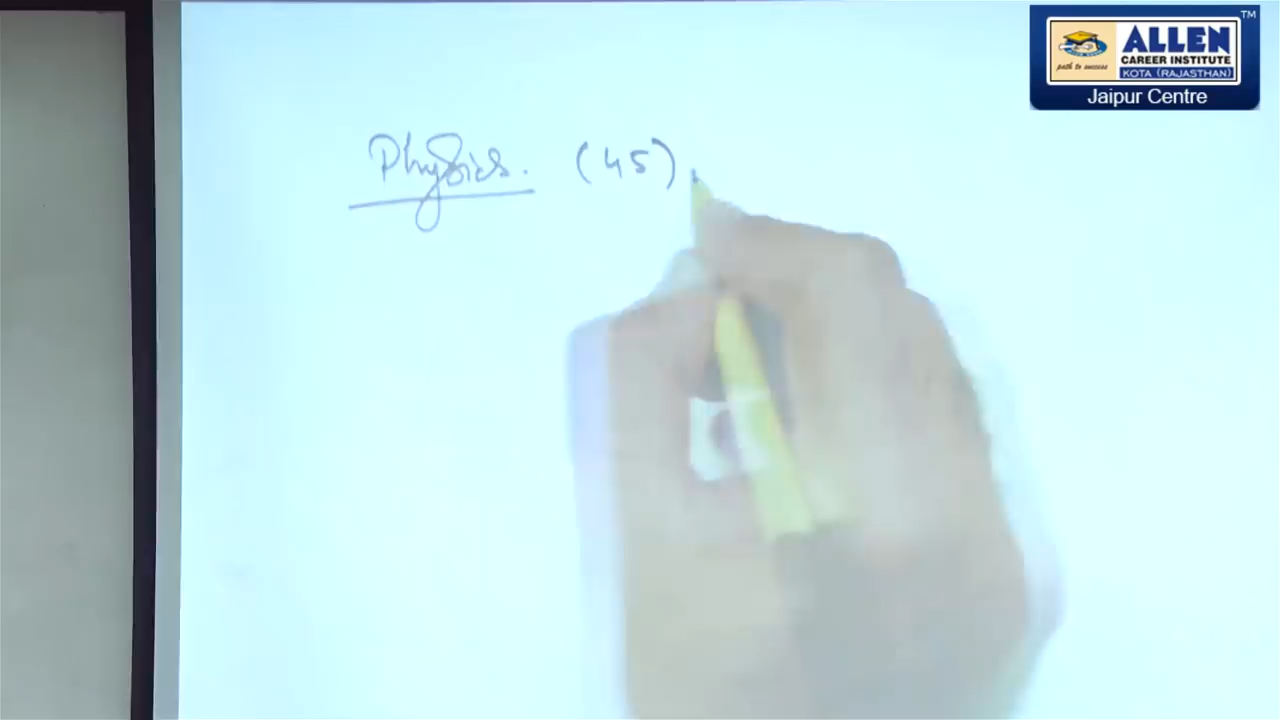 TM
ALLEN
CAREER INSTITUTE
path to success
KOTA (RAJASTHAN)
Jaipur Centre
Physics. (45)